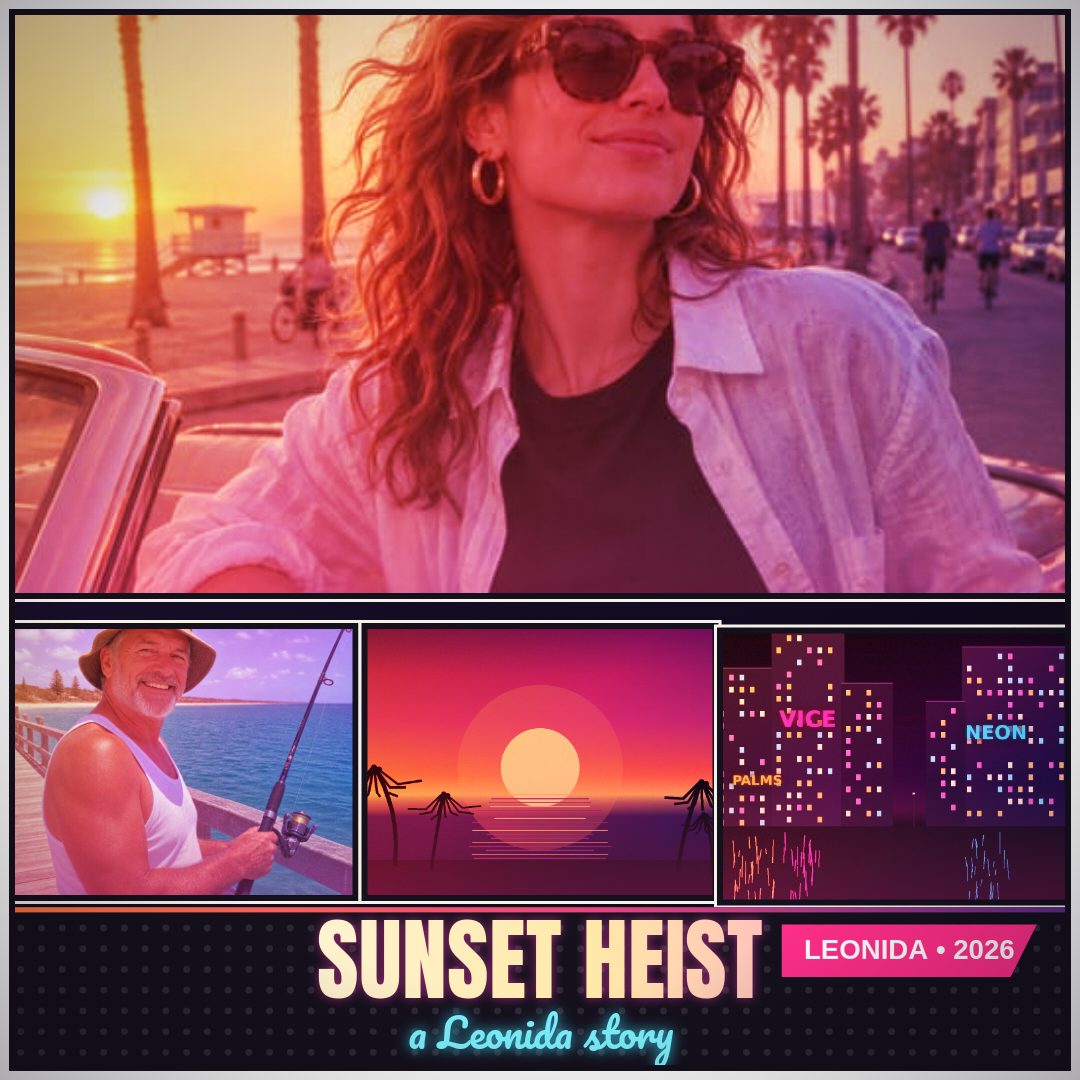 VICE
NEON
PALMS
SUNSET HEIST
LEONIDA • 2026
a Leonida story